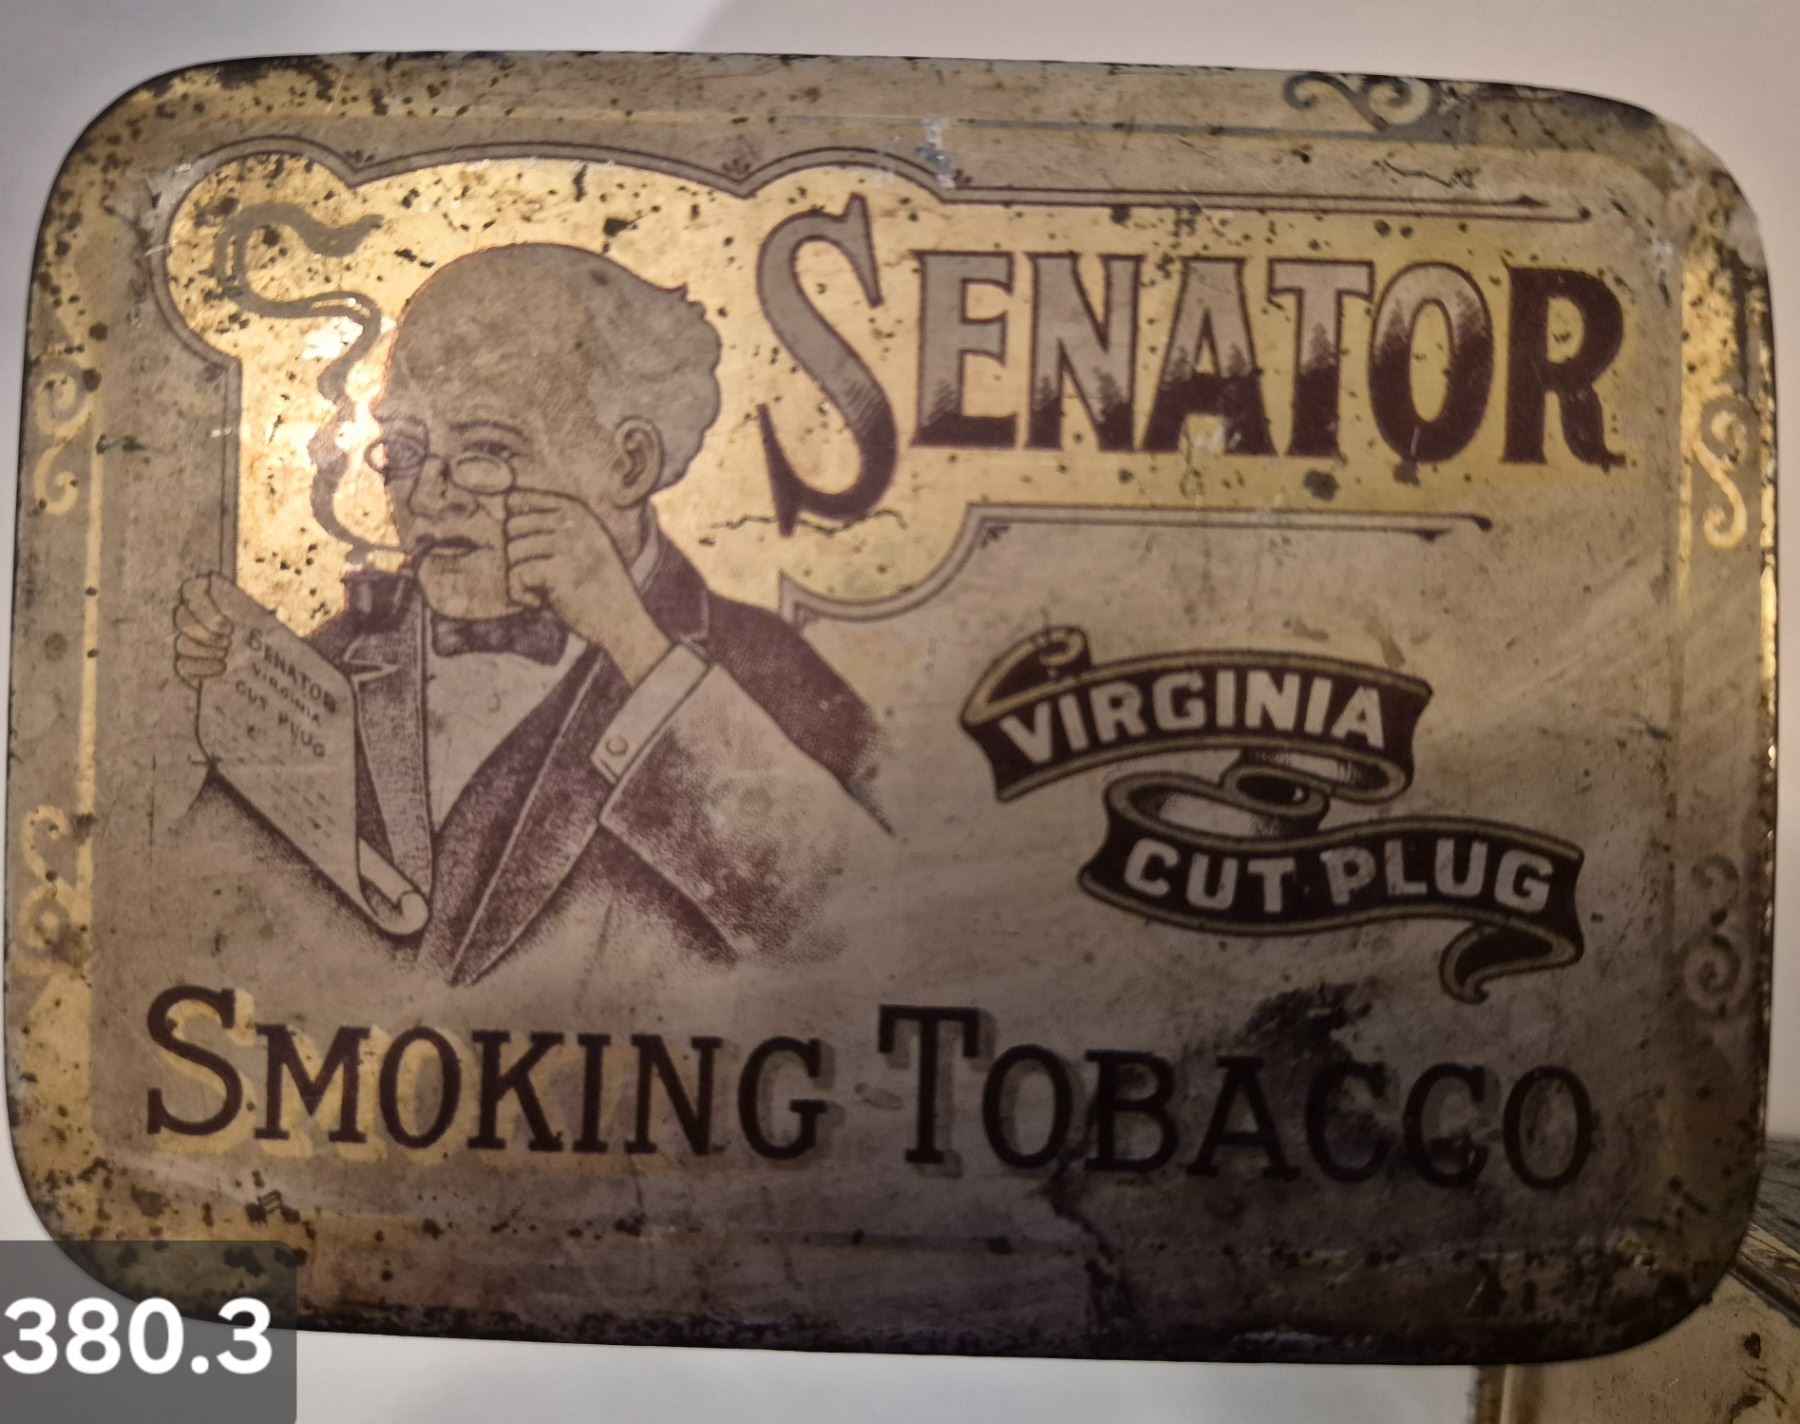 SENATOR
SENATOR
VIRGINIA
CUT PLUG
VIRGINIA
CUT PLUG
SMOKING TOBACCO
380.3